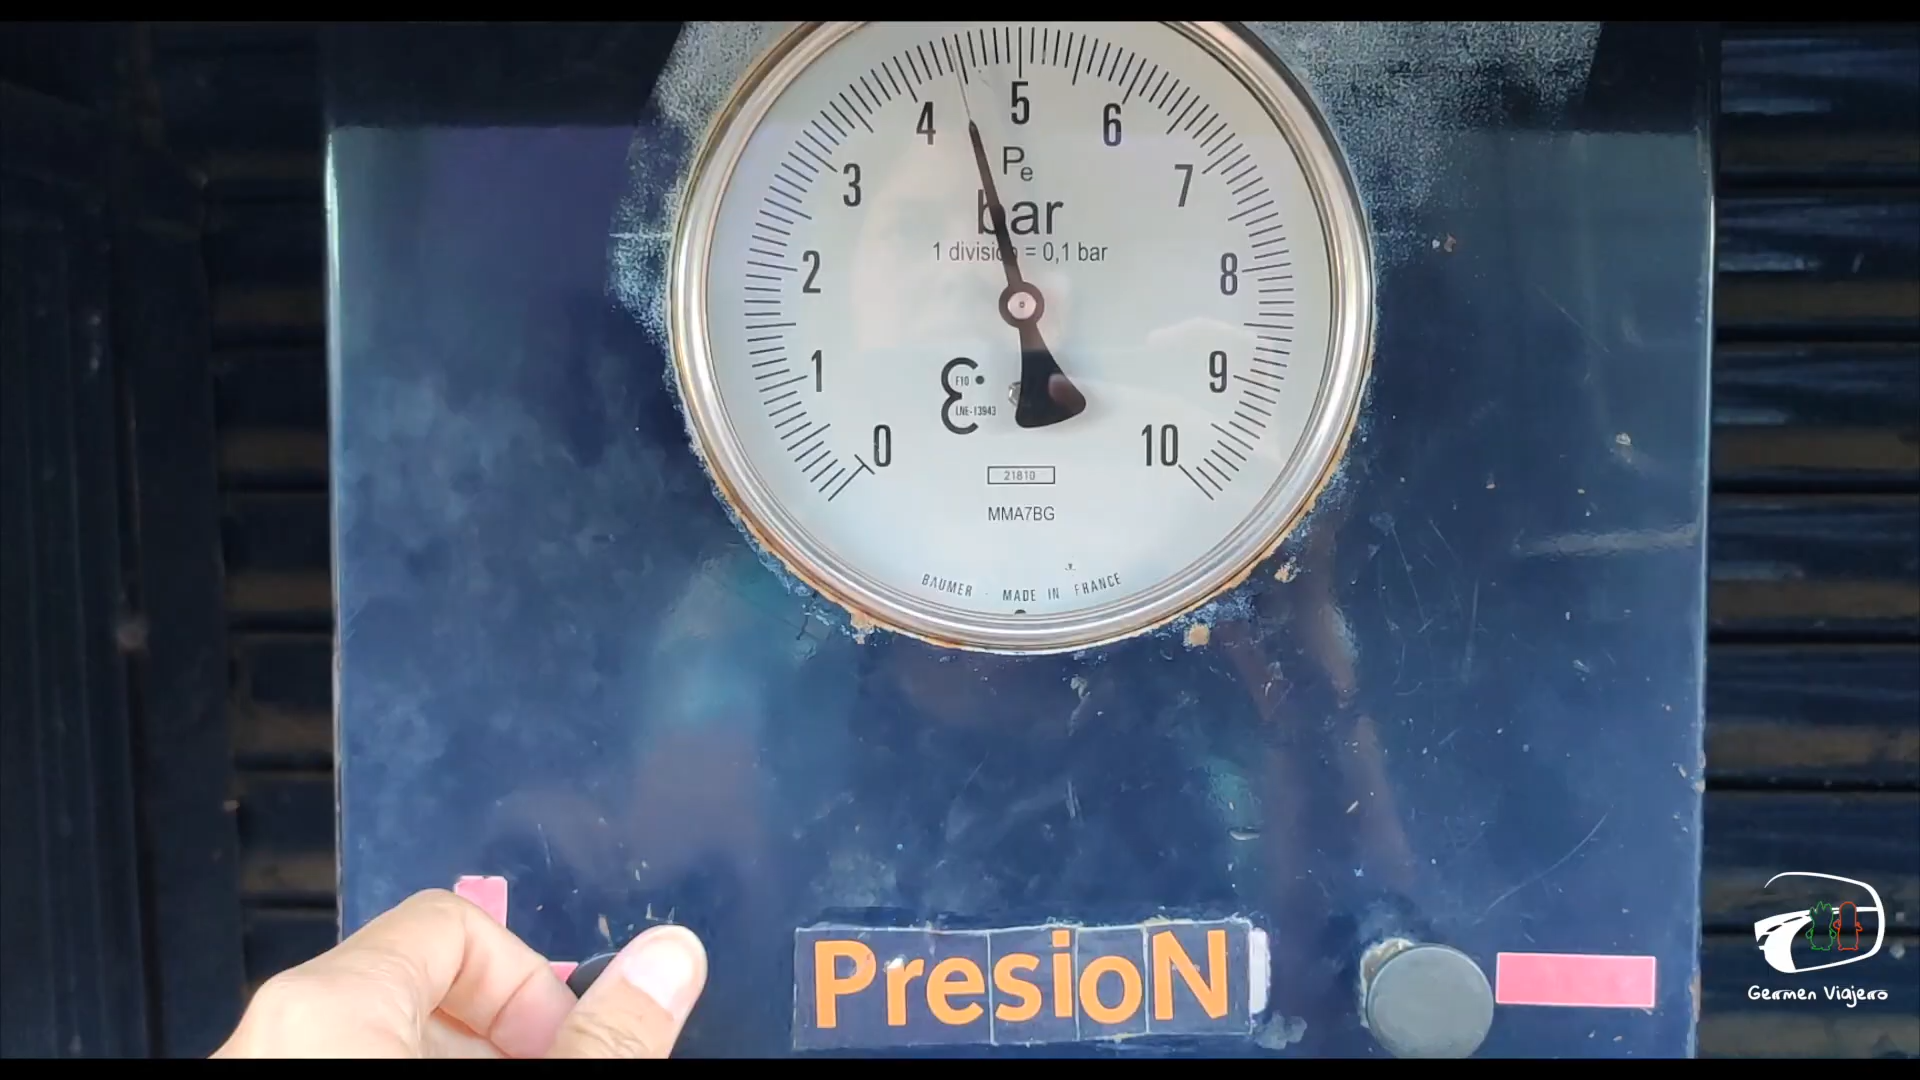 5
4 6
3 7
Pe
bar
1 division = 0,1 bar
2 8
1 9
F10
LNE-13943
0 10
21810
MMA7BG
BAUMER · MADE IN FRANCE
PresioN
Germen Viajero